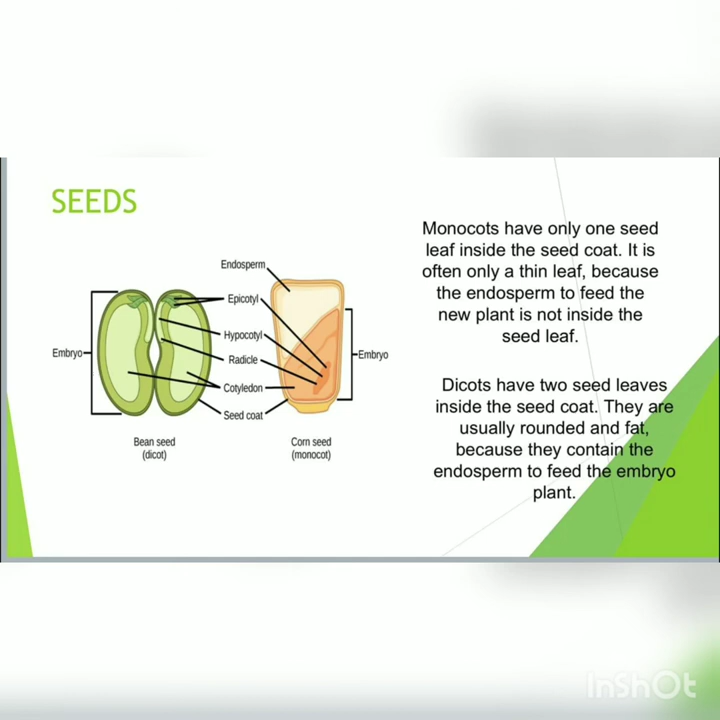 SEEDS
Monocots have only one seed
leaf inside the seed coat. It is
often only a thin leaf, because
the endosperm to feed the
new plant is not inside the
seed leaf.
Dicots have two seed leaves
inside the seed coat. They are
usually rounded and fat,
because they contain the
endosperm to feed the embryo
plant.
Endosperm
Epicotyl
Hypocotyl
Radicle
Cotyledon
Seed coat
Embryo
Embryo
Bean seed
(dicot)
Corn seed
(monocot)
InShOt